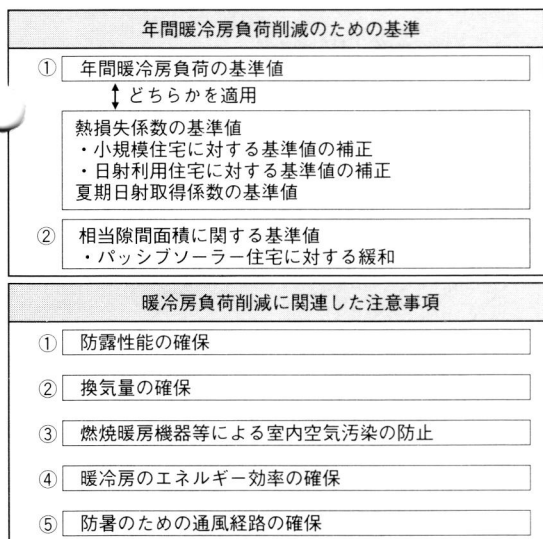 年間暖冷房負荷削減のための基準
① 年間暖冷房負荷の基準値
↕ どちらかを適用
熱損失係数の基準値
・小規模住宅に対する基準値の補正
・日射利用住宅に対する基準値の補正
夏期日射取得係数の基準値
② 相当隙間面積に関する基準値
・パッシブソーラー住宅に対する緩和
暖冷房負荷削減に関連した注意事項
① 防露性能の確保
② 換気量の確保
③ 燃焼暖房機器等による室内空気汚染の防止
④ 暖冷房のエネルギー効率の確保
⑤ 防暑のための通風経路の確保